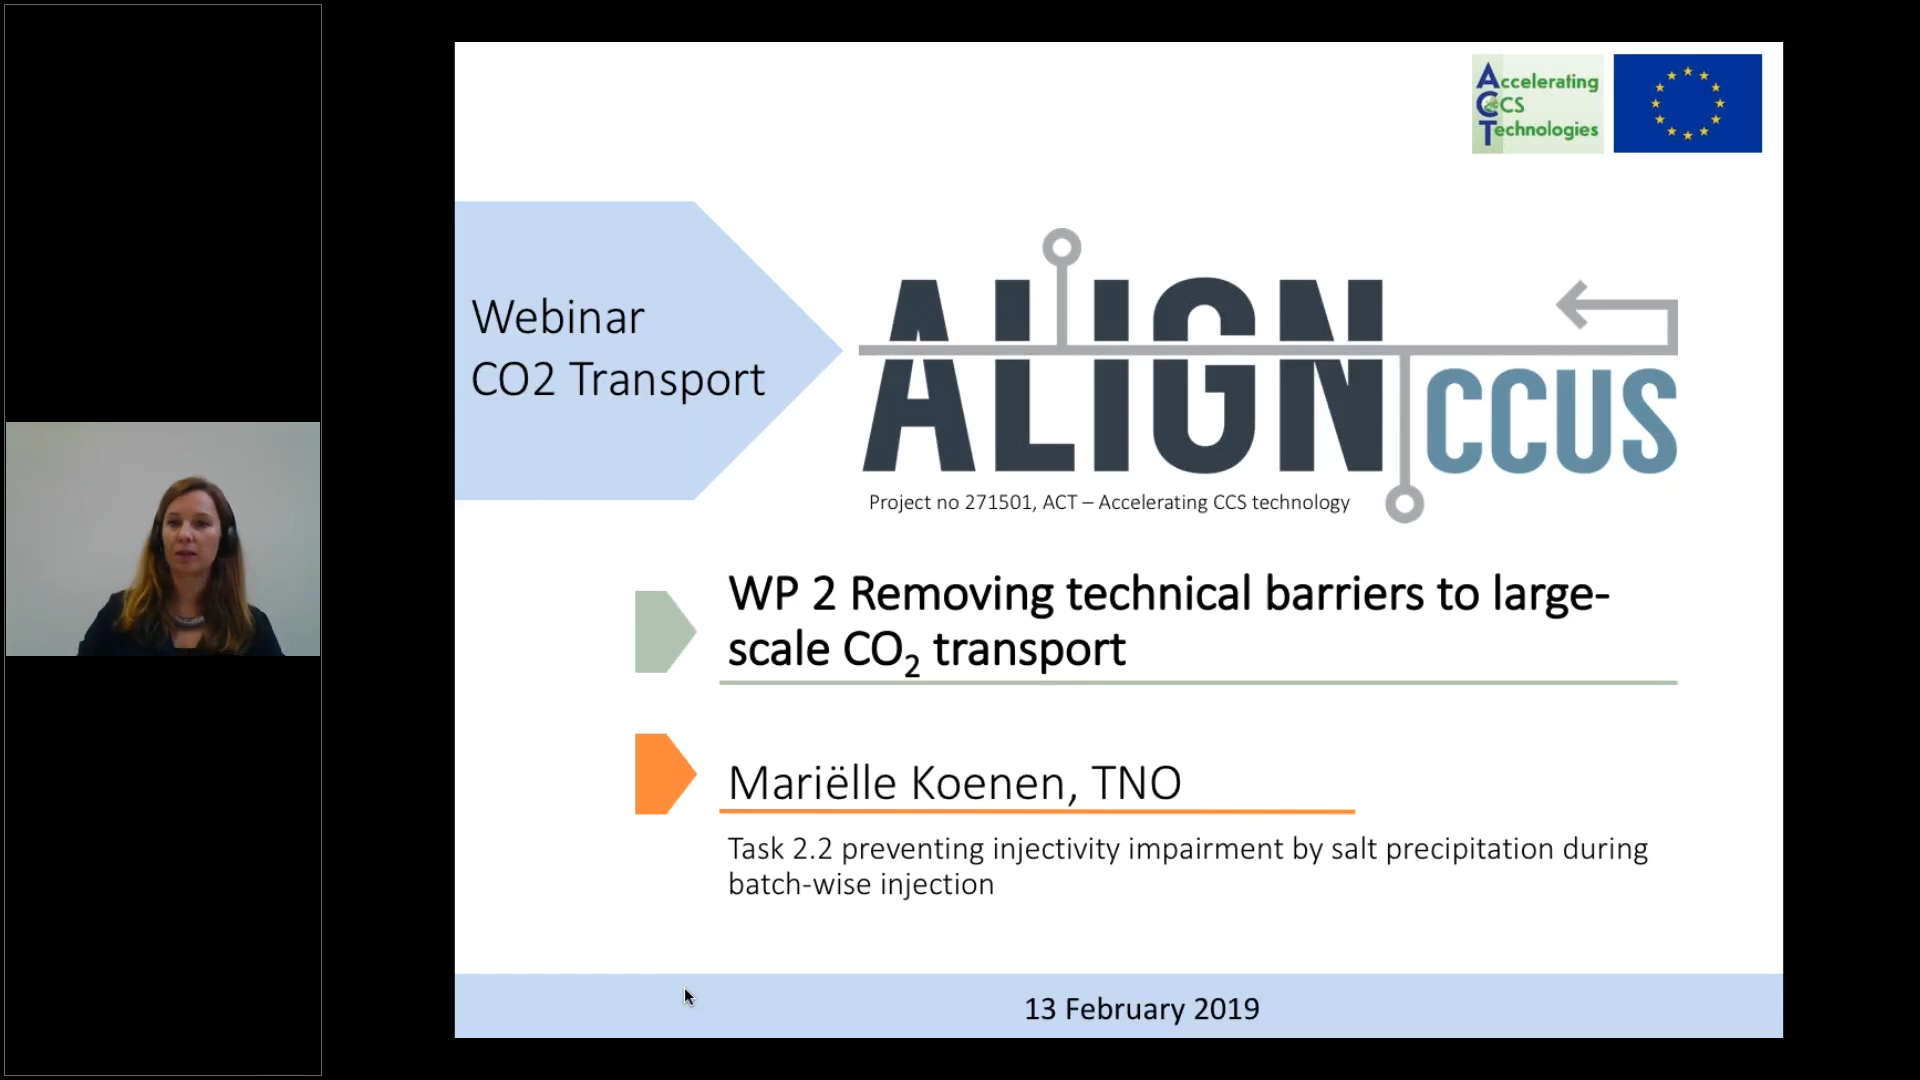 Accelerating
CCS
Technologies
Webinar
CO2 Transport
ALIGN
CCUS
Project no 271501, ACT – Accelerating CCS technology
WP 2 Removing technical barriers to large-
scale CO₂ transport
Mariëlle Koenen, TNO
Task 2.2 preventing injectivity impairment by salt precipitation during
batch-wise injection
13 February 2019